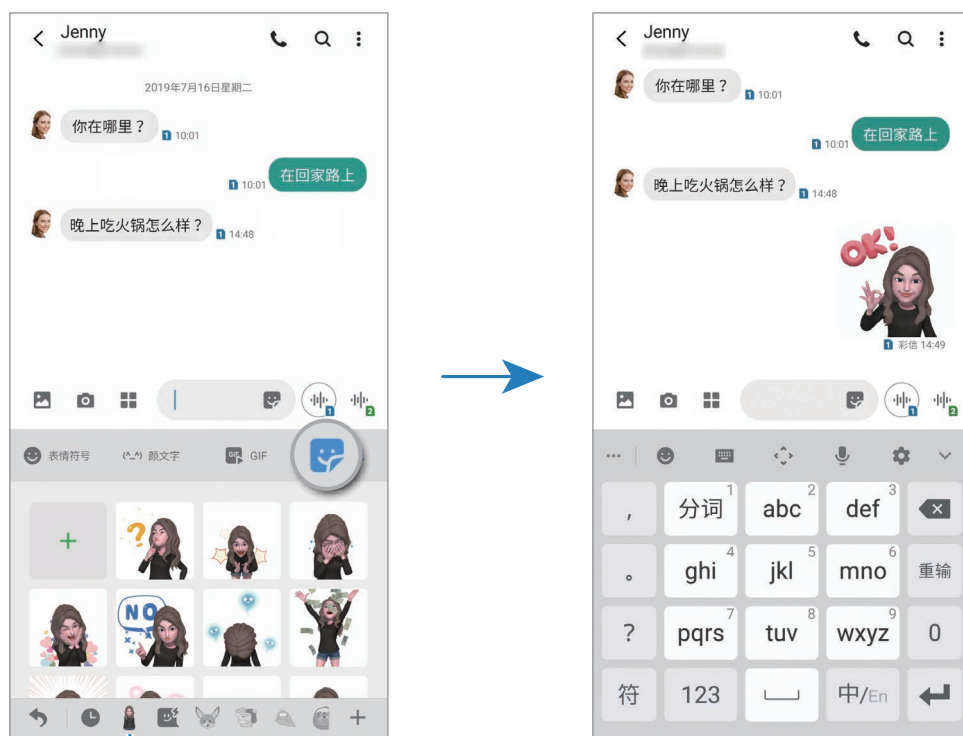 Jenny
2019年7月16日星期二
你在哪里？
1 10:01
1 10:01 在回家路上
晚上吃火锅怎么样？
1 14:48
1
2
表情符号 (^_^) 颜文字 GIF GIF
+
?
NO
+
Jenny
你在哪里？
1 10:01
1 10:01 在回家路上
晚上吃火锅怎么样？
1 14:48
OK!
1 彩信 14:49
1
2
, 分词 1 abc 2 def 3
。 ghi 4 jkl 5 mno 6 重输
? pqrs 7 tuv 8 wxyz 9 0
符 123 中/En